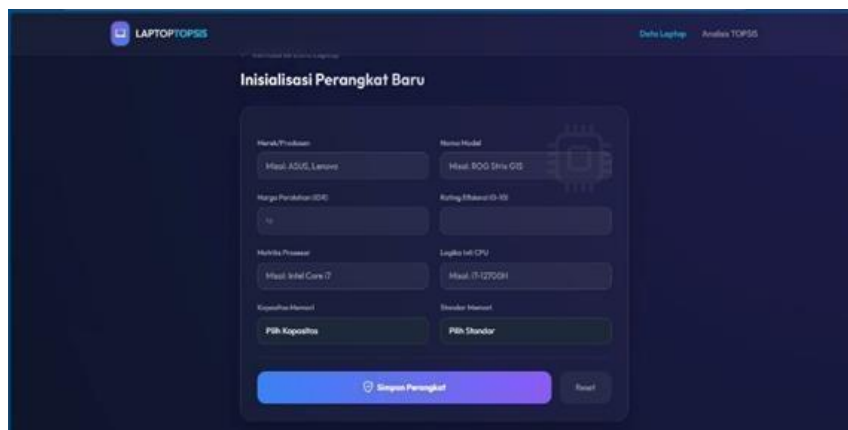 LAPTOPTOPSIS
Data Laptop Analisis TOPSIS
Inisialisasi Perangkat Baru
Merek/Produsen Nama Model
Misal: ASUS, Lenovo Misal: ROG Strix G15
Harga Perolehan (IDR) Rating Efisiensi (0-10)
Rp
Matriks Prosesor Logika Inti CPU
Misal: Intel Core i7 Misal: i7-12700H
Kapasitas Memori Standar Memori
Pilih Kapasitas Pilih Standar
Simpan Perangkat Reset